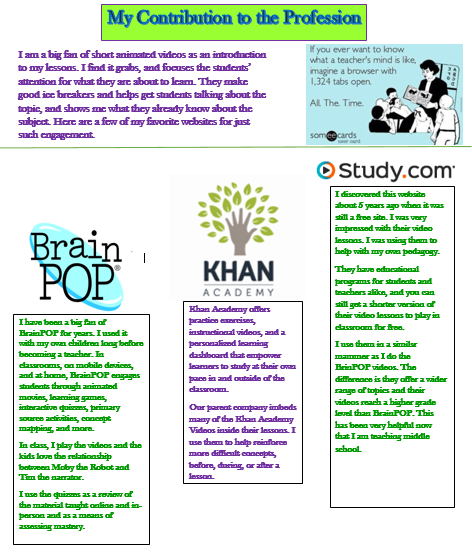 My Contribution to the Profession
I am a big fan of short animated videos as an introduction
to my lessons. I find it grabs, and focuses the students'
attention for what they are about to learn. They make
good ice breakers and helps get students talking about the
topic, and shows me what they already know about the
subject. Here are a few of my favorite websites for just
such engagement.
If you ever want to know
what a teacher's mind is like,
imagine a browser with
1,324 tabs open.
All. The. Time.
someecards
user card
Brain
POP®
I have been a big fan of
BrainPOP for years. I used it
with my own children long before
becoming a teacher. In
classrooms, on mobile devices,
and at home, BrainPOP engages
students through animated
movies, learning games,
interactive quizzes, primary
source activities, concept
mapping, and more.
In class, I play the videos and the
kids love the relationship
between Moby the Robot and
Tim the narrator.
I use the quizzes as a review of
the material taught online and in-
person and as a means of
assessing mastery.
KHAN
ACADEMY
Khan Academy offers
practice exercises,
instructional videos, and a
personalized learning
dashboard that empower
learners to study at their own
pace in and outside of the
classroom.
Our parent company imbeds
many of the Khan Academy
Videos inside their lessons. I
use them to help reinforce
more difficult concepts,
before, during, or after a
lesson.
Study.com
I discovered this website
about 5 years ago when it was
still a free site. I was very
impressed with their video
lessons. I was using them to
help with my own pedagogy.
They have educational
programs for students and
teachers alike, and you can
still get a shorter version of
their video lessons to play in
classroom for free.
I use them in a similsr
mammer as I do the
BrinPOP videos. The
difference is they offer a wider
range of topics and their
videos reach a higher grade
level than BrainPOP. This
has been very helpful now
that I am teaching middle
school.